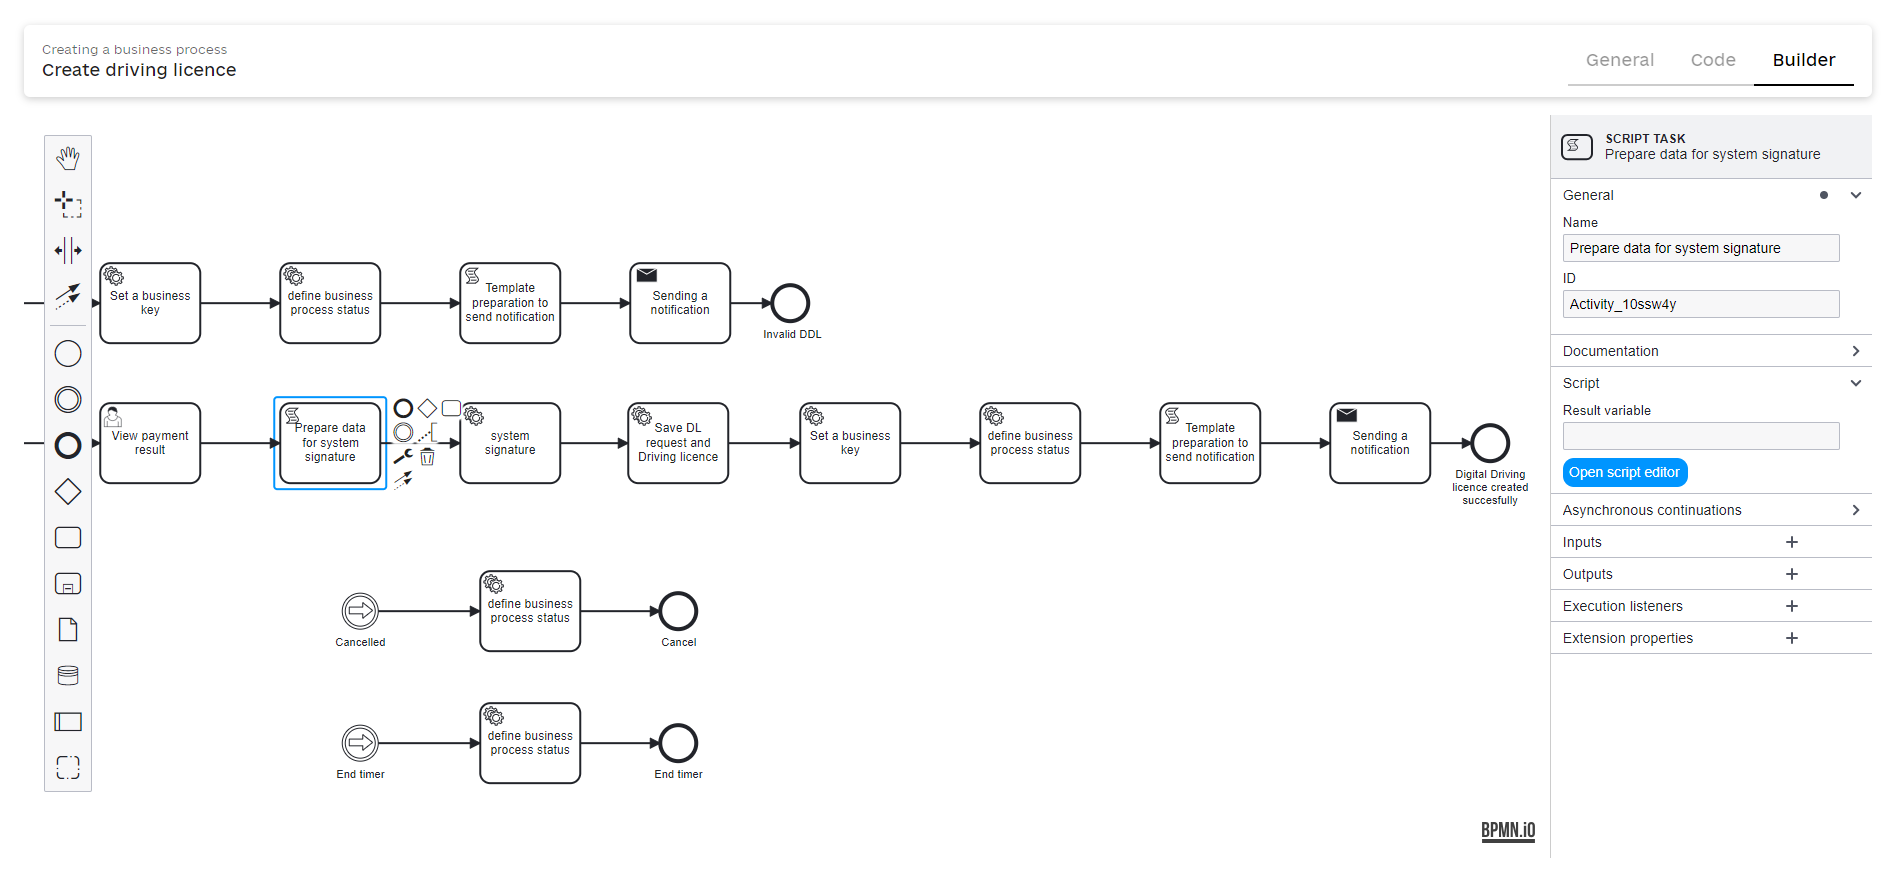 Creating a business process
Create driving licence
General
Code
Builder
Set a business
key
define business
process status
Template
preparation to
send notification
Sending a
notification
Invalid DDL
View payment
result
Prepare data
for system
signature
system
signature
Save DL
request and
Driving licence
Set a business
key
define business
process status
Template
preparation to
send notification
Sending a
notification
Digital Driving
licence created
succesfully
Cancelled
define business
process status
Cancel
End timer
define business
process status
End timer
BPMN.iO
SCRIPT TASK
Prepare data for system signature
General
Name
Prepare data for system signature
ID
Activity_10ssw4y
Documentation
Script
Result variable
Open script editor
Asynchronous continuations
Inputs
Outputs
Execution listeners
Extension properties